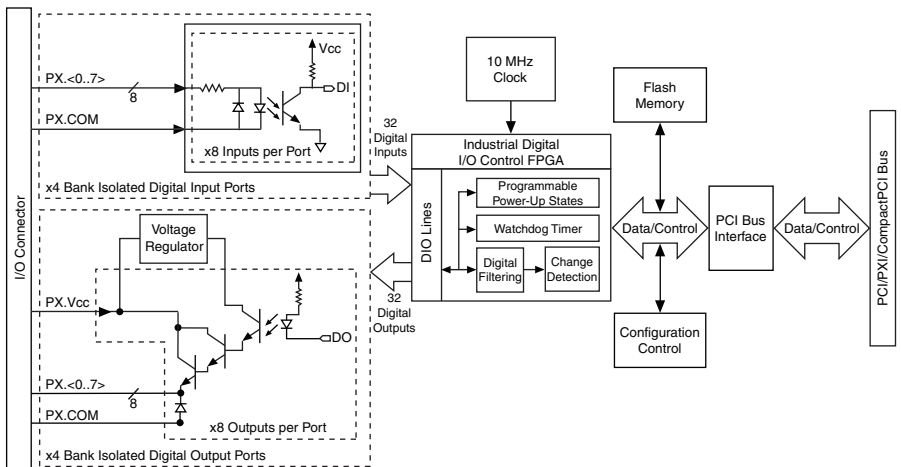 I/O Connector
PX.<0..7>
8
PX.COM
Vcc
DI
x8 Inputs per Port
x4 Bank Isolated Digital Input Ports
32
Digital
Inputs
Voltage
Regulator
PX.Vcc
DO
PX.<0..7>
8
PX.COM
x8 Outputs per Port
x4 Bank Isolated Digital Output Ports
32
Digital
Outputs
10 MHz
Clock
Industrial Digital
I/O Control FPGA
DIO Lines
Programmable
Power-Up States
Watchdog Timer
Digital
Filtering
Change
Detection
Flash
Memory
Data/Control
Configuration
Control
PCI Bus
Interface
Data/Control
PCI/PXI/CompactPCI Bus